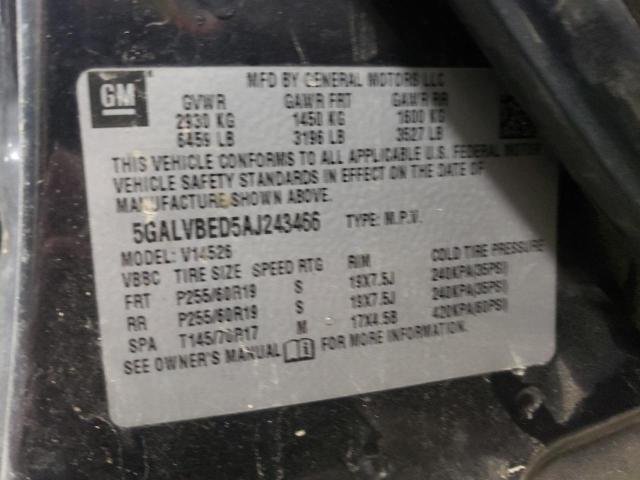 GM
MFD BY GENERAL MOTORS LLC
GVWR GAWR FRT GAWR RR
2930 KG 1450 KG 1600 KG
6459 LB 3196 LB 3527 LB
THIS VEHICLE CONFORMS TO ALL APPLICABLE U.S. FEDERAL MOTOR
VEHICLE SAFETY STANDARDS IN EFFECT ON THE DATE OF
MANUFACTURE SHOWN ABOVE.
5GALVBED5AJ243466 TYPE: M.P.V.
MODEL: V14526
VBBC TIRE SIZE SPEED RTG RIM COLD TIRE PRESSURE
FRT P255/60R19 S 19X7.5J 240KPA(35PSI)
RR P255/60R19 S 19X7.5J 240KPA(35PSI)
SPA T145/70R17 M 17X4.5B 420KPA(60PSI)
SEE OWNER'S MANUAL FOR MORE INFORMATION.